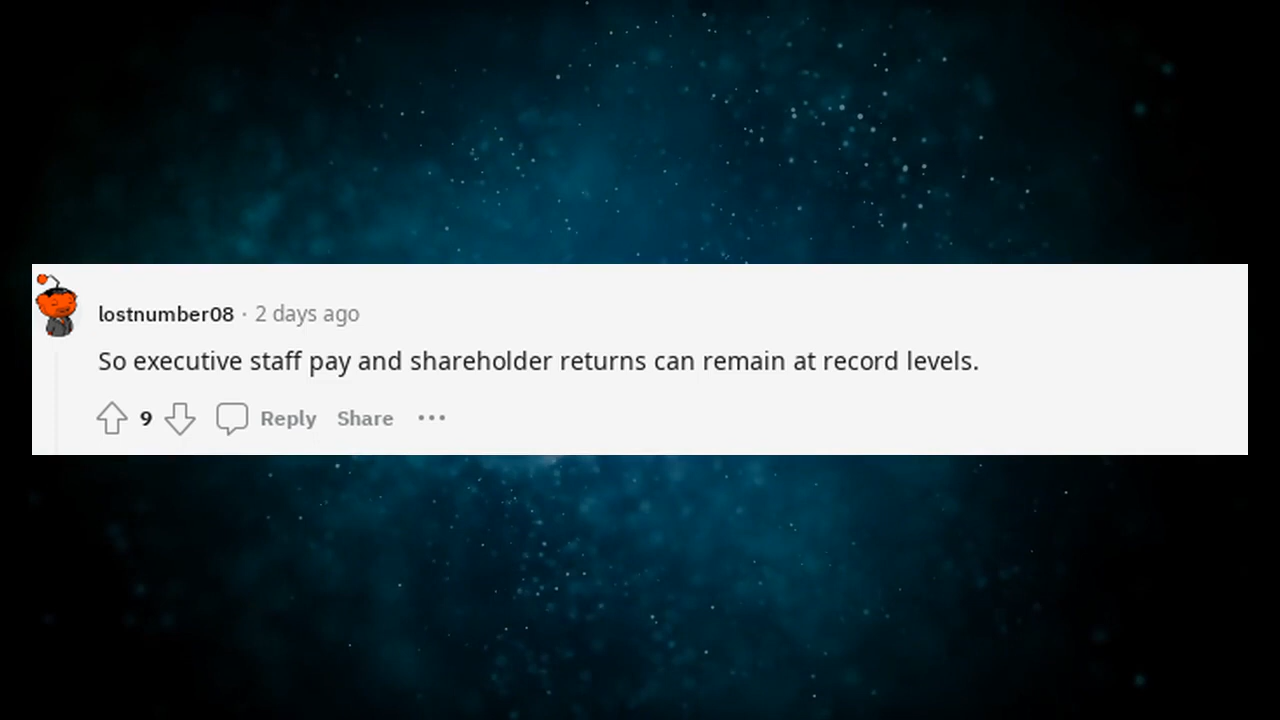 lostnumber08 · 2 days ago
So executive staff pay and shareholder returns can remain at record levels.
9 Reply Share •••